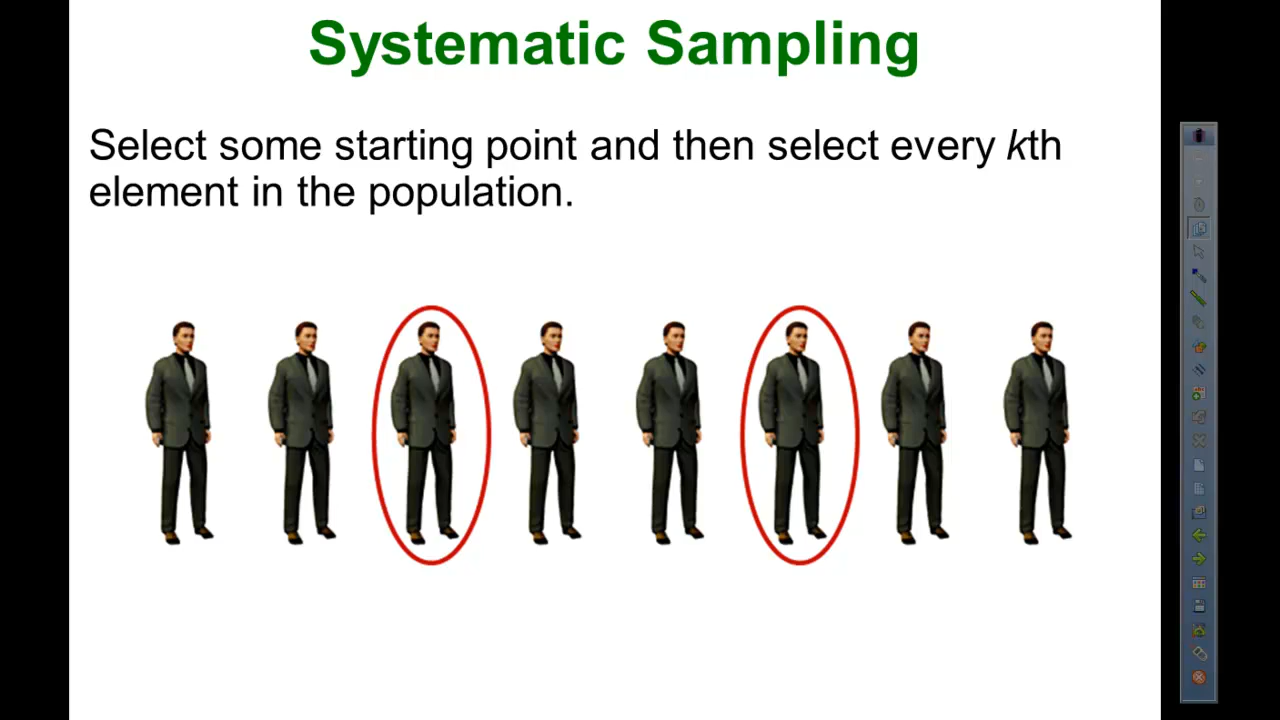 Systematic Sampling
Select some starting point and then select every kth
element in the population.